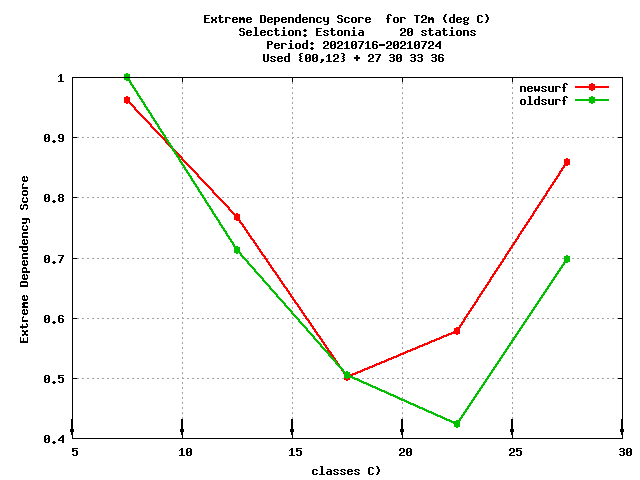 Extreme Dependency Score  for T2m (deg C)
Selection: Estonia     20 stations
Period: 20210716-20210724
Used {00,12} + 27 30 33 36
newsurf
oldsurf
1
0.9
0.8
0.7
0.6
0.5
0.4
Extreme Dependency Score
5 10 15 20 25 30
classes C)